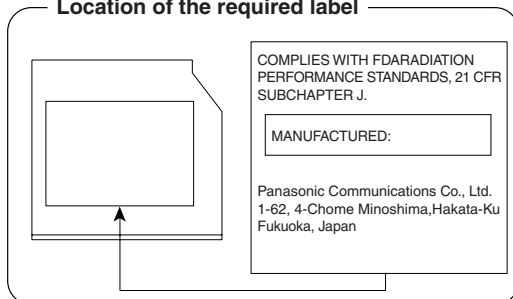 Location of the required label
COMPLIES WITH FDARADIATION
PERFORMANCE STANDARDS, 21 CFR
SUBCHAPTER J.
MANUFACTURED:
Panasonic Communications Co., Ltd.
1-62, 4-Chome Minoshima,Hakata-Ku
Fukuoka, Japan